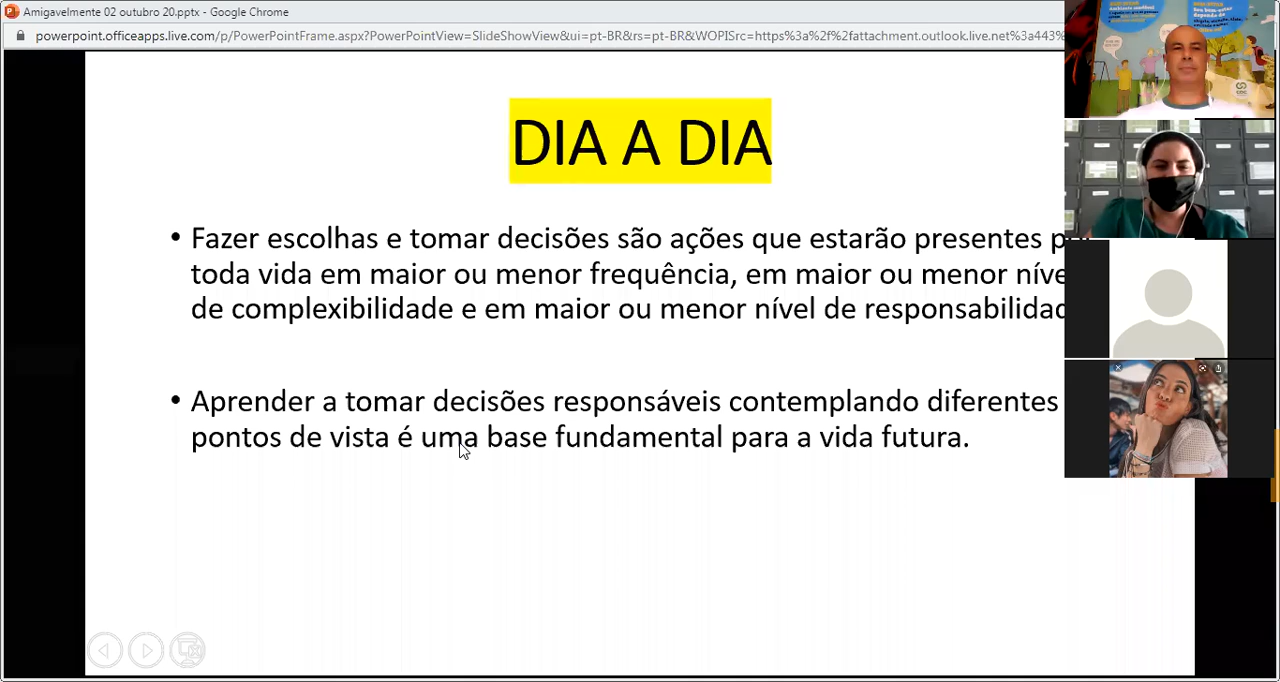 Amigavelmente 02 outubro 20.pptx - Google Chrome
powerpoint.officeapps.live.com/p/PowerPointFrame.aspx?PowerPointView=SlideShowView&ui=pt-BR&rs=pt-BR&WOPISrc=https%3a%2f%2fattachment.outlook.live.net%3a443%
DIA A DIA
• Fazer escolhas e tomar decisões são ações que estarão presentes
toda vida em maior ou menor frequência, em maior ou menor níve
de complexibilidade e em maior ou menor nível de responsabilidad
• Aprender a tomar decisões responsáveis contemplando diferentes
pontos de vista é uma base fundamental para a vida futura.